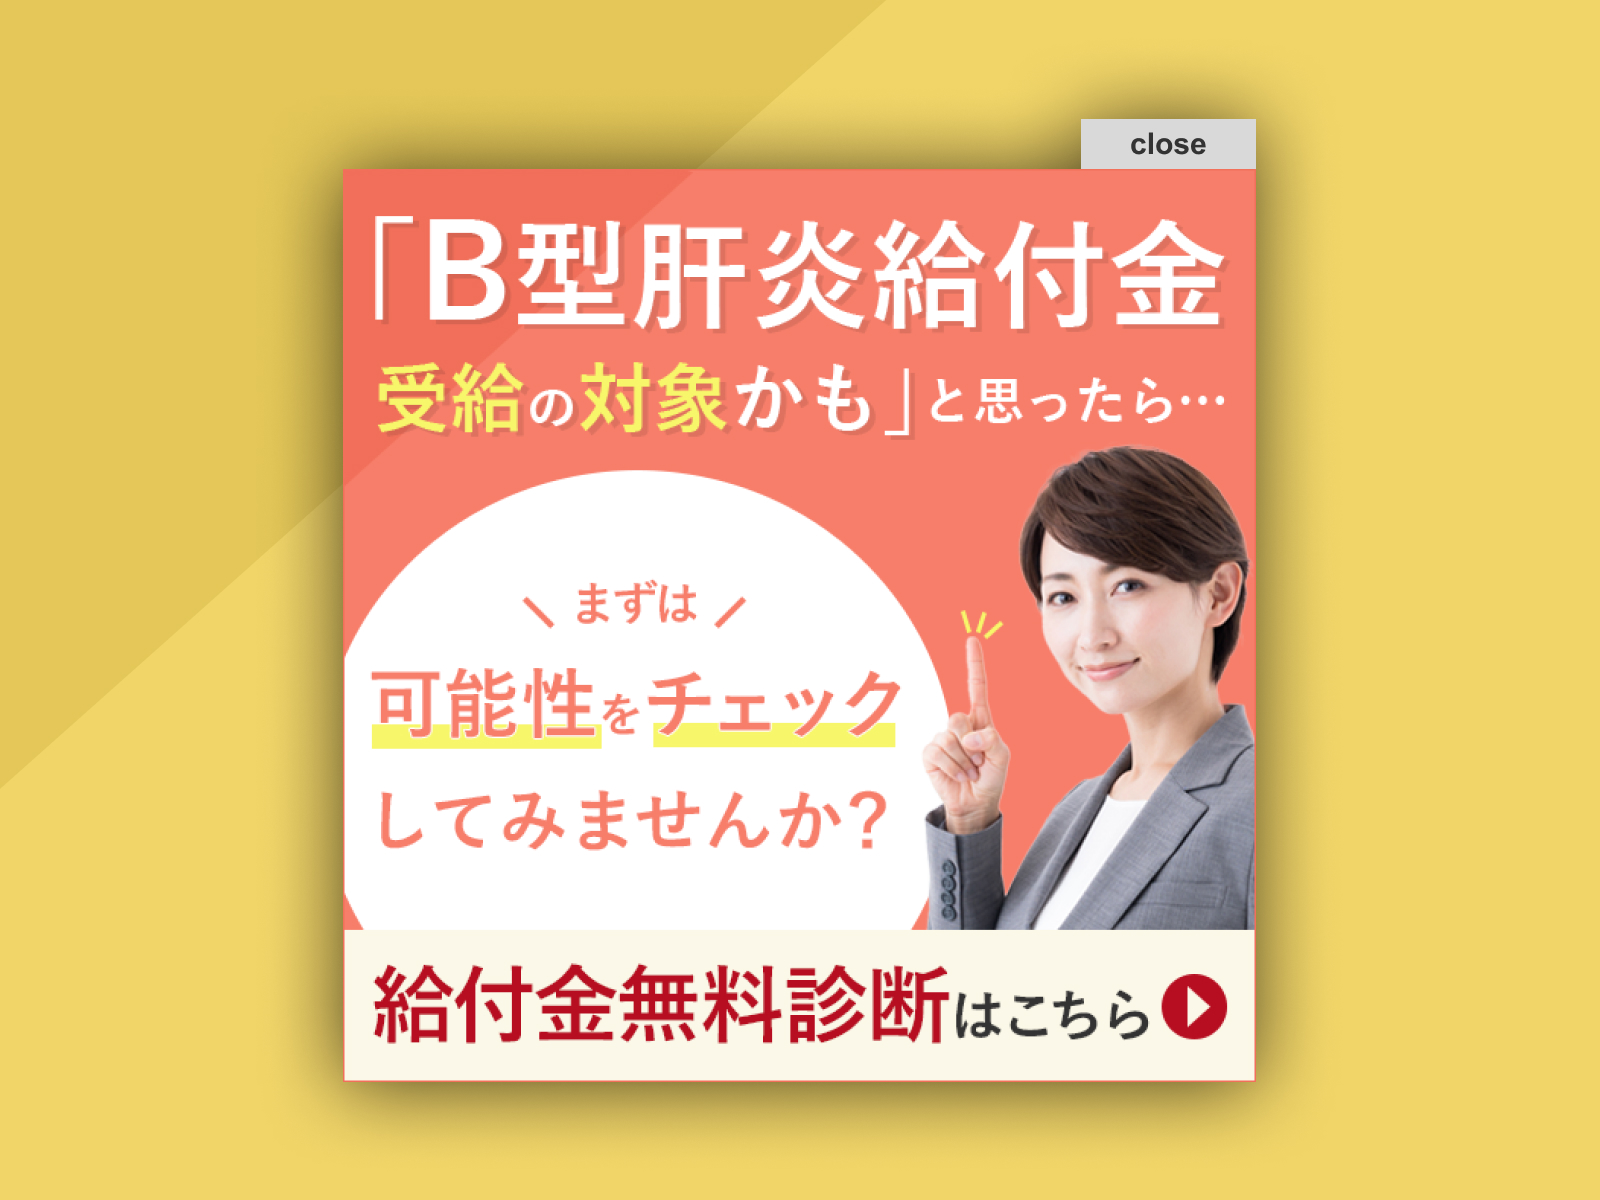 close
「B型肝炎給付金
受給の対象かも」と思ったら…
まずは
可能性をチェック
してみませんか?
給付金無料診断はこちら